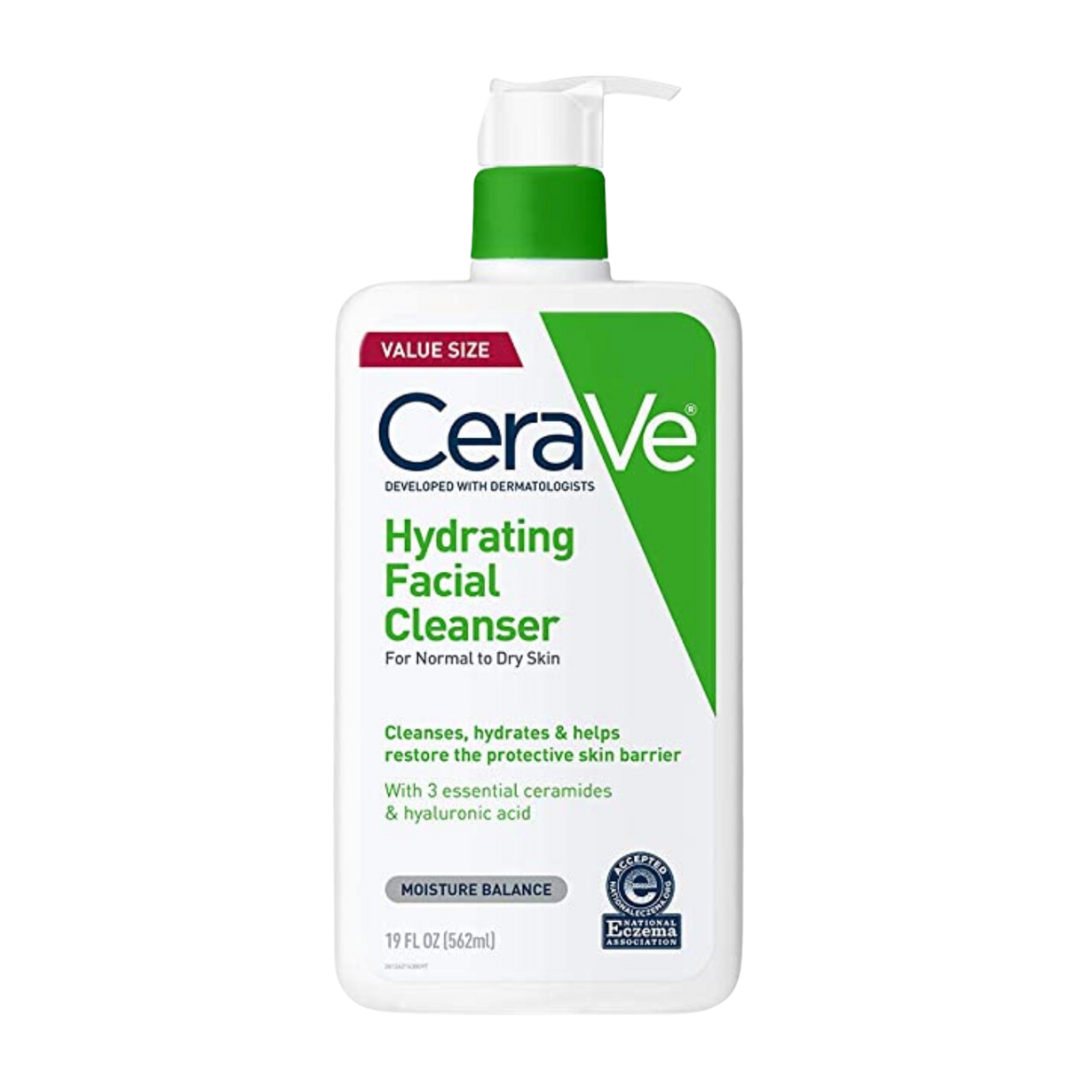 VALUE SIZE
CeraVe®
DEVELOPED WITH DERMATOLOGISTS
Hydrating
Facial
Cleanser
For Normal to Dry Skin
Cleanses, hydrates & helps
restore the protective skin barrier
With 3 essential ceramides
& hyaluronic acid
MOISTURE BALANCE
19 FL OZ (562ml)
ACCEPTED
e
NATIONALECZEMA.ORG
NATIONAL
Eczema
ASSOCIATION